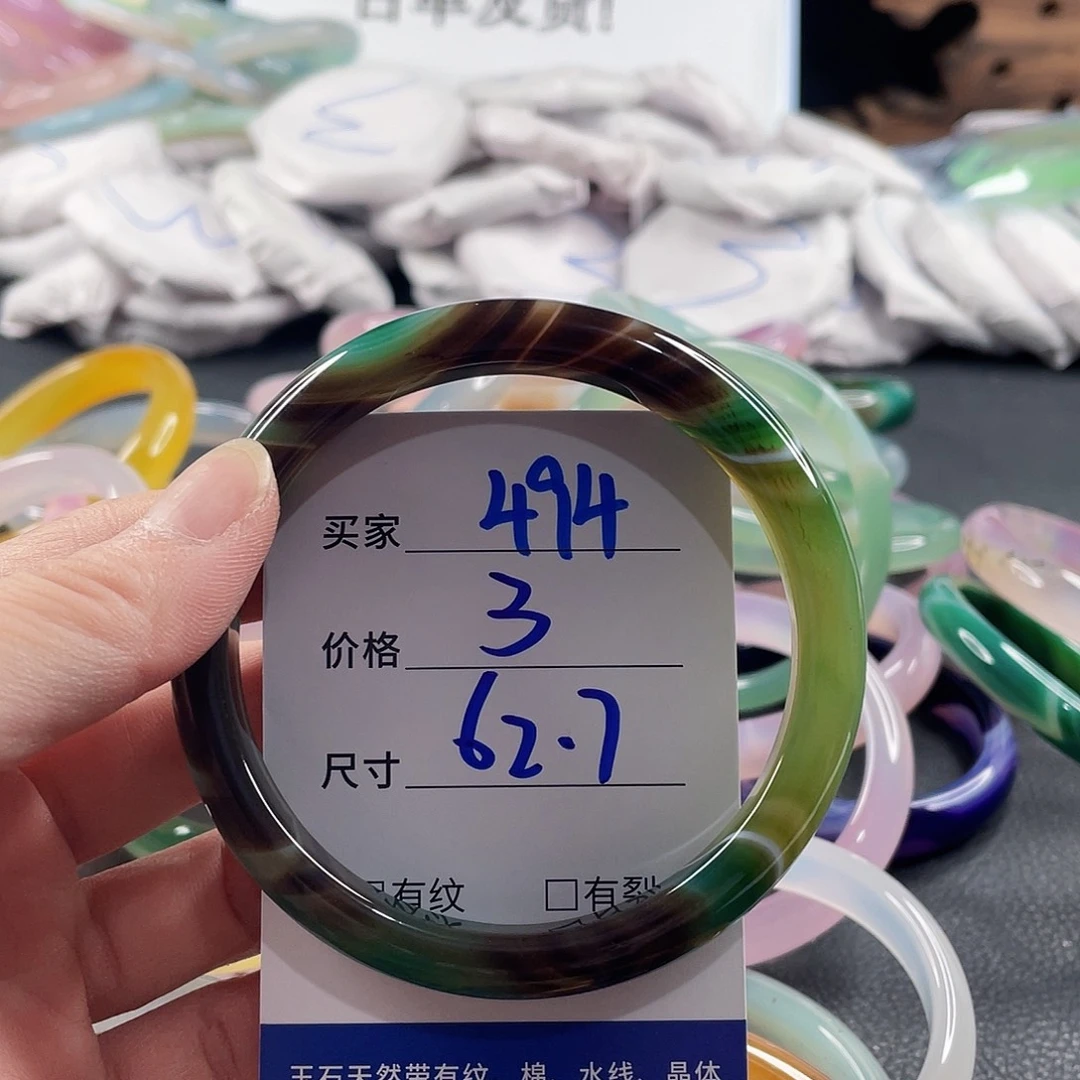 买家 494
价格 3
尺寸 62.7
有纹 □有裂
玉石天然带有纹、棉、水线、晶体